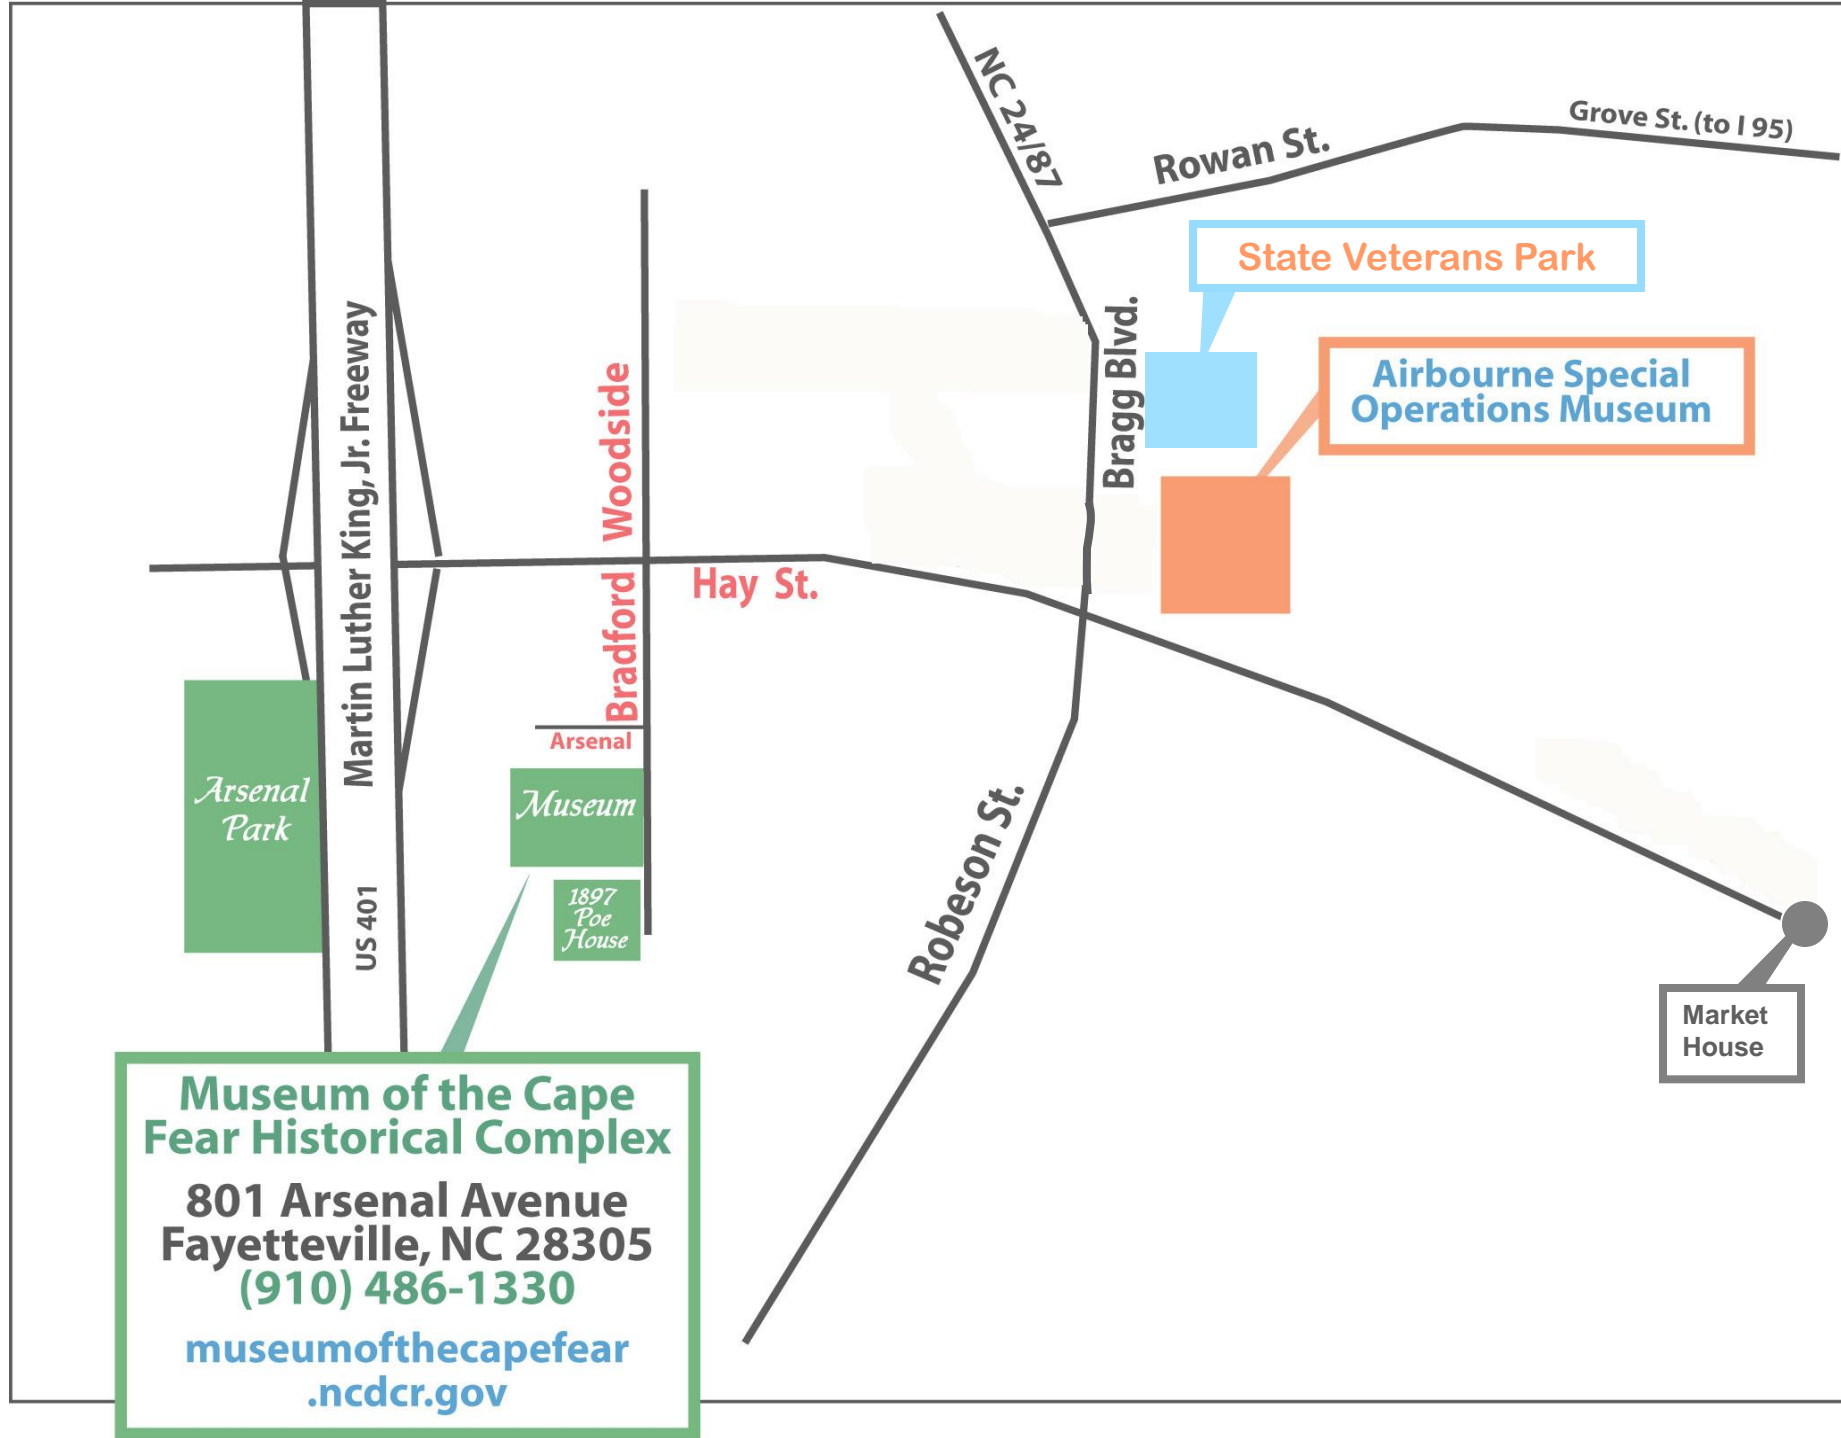 NC 24/87
Rowan St.
Grove St. (to I 95)
State Veterans Park
Bragg Blvd.
Airbourne Special
Operations Museum
Martin Luther King, Jr. Freeway
US 401
Woodside
Bradford
Hay St.
Arsenal
Arsenal
Park
Museum
1897
Poe
House
Robeson St.
Market
House
Museum of the Cape
Fear Historical Complex
801 Arsenal Avenue
Fayetteville, NC 28305
(910) 486-1330
museumofthecapefear
.ncdcr.gov